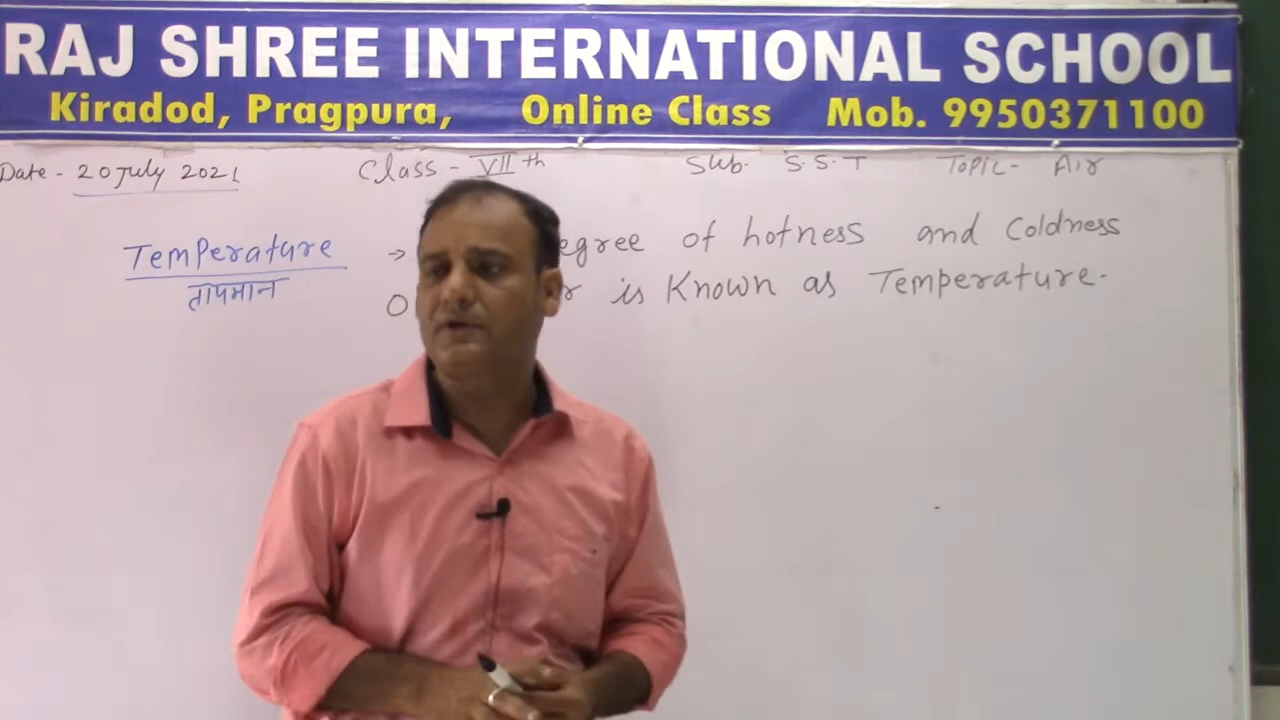 RAJ SHREE INTERNATIONAL SCHOOL
Kiradod, Pragpura, Online Class Mob. 9950371100
Date - 20 July 2021 Class - VII th Sub. S.S.T Topic - Air
Temperature → egree of hotness and Coldness
तापमान O r is Known as Temperature.